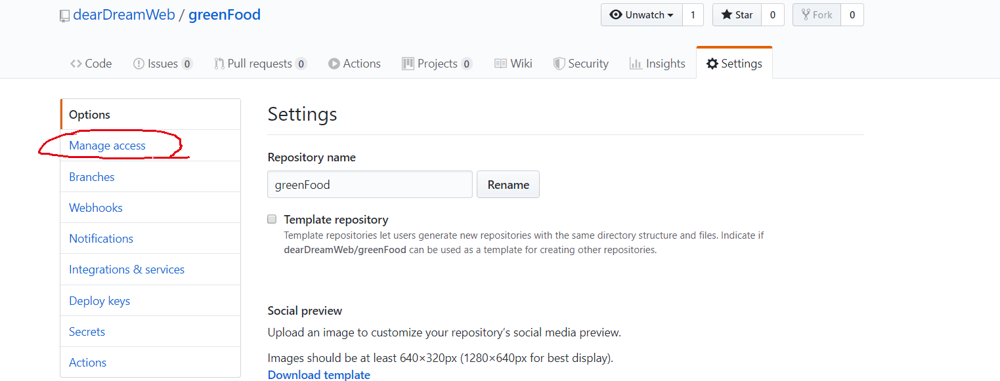 dearDreamWeb / greenFood
Unwatch 1 Star 0 Fork 0
Code Issues 0 Pull requests 0 Actions Projects 0 Wiki Security Insights Settings
Options
Manage access
Branches
Webhooks
Notifications
Integrations & services
Deploy keys
Secrets
Actions
Settings
Repository name
greenFood Rename
Template repository
Template repositories let users generate new repositories with the same directory structure and files. Indicate if
dearDreamWeb/greenFood can be used as a template for creating other repositories.
Social preview
Upload an image to customize your repository’s social media preview.
Images should be at least 640×320px (1280×640px for best display).
Download template